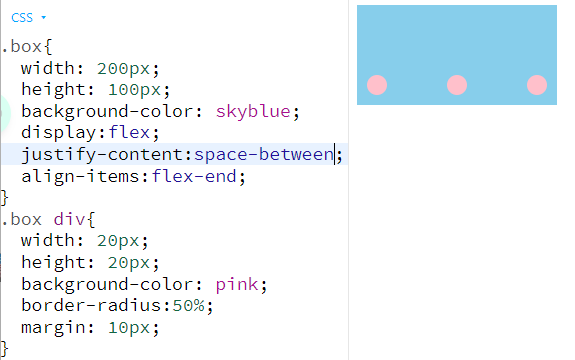 CSS
.box{
width: 200px;
height: 100px;
background-color: skyblue;
display:flex;
justify-content:space-between;
align-items:flex-end;
}
.box div{
width: 20px;
height: 20px;
background-color: pink;
border-radius:50%;
margin: 10px;
}